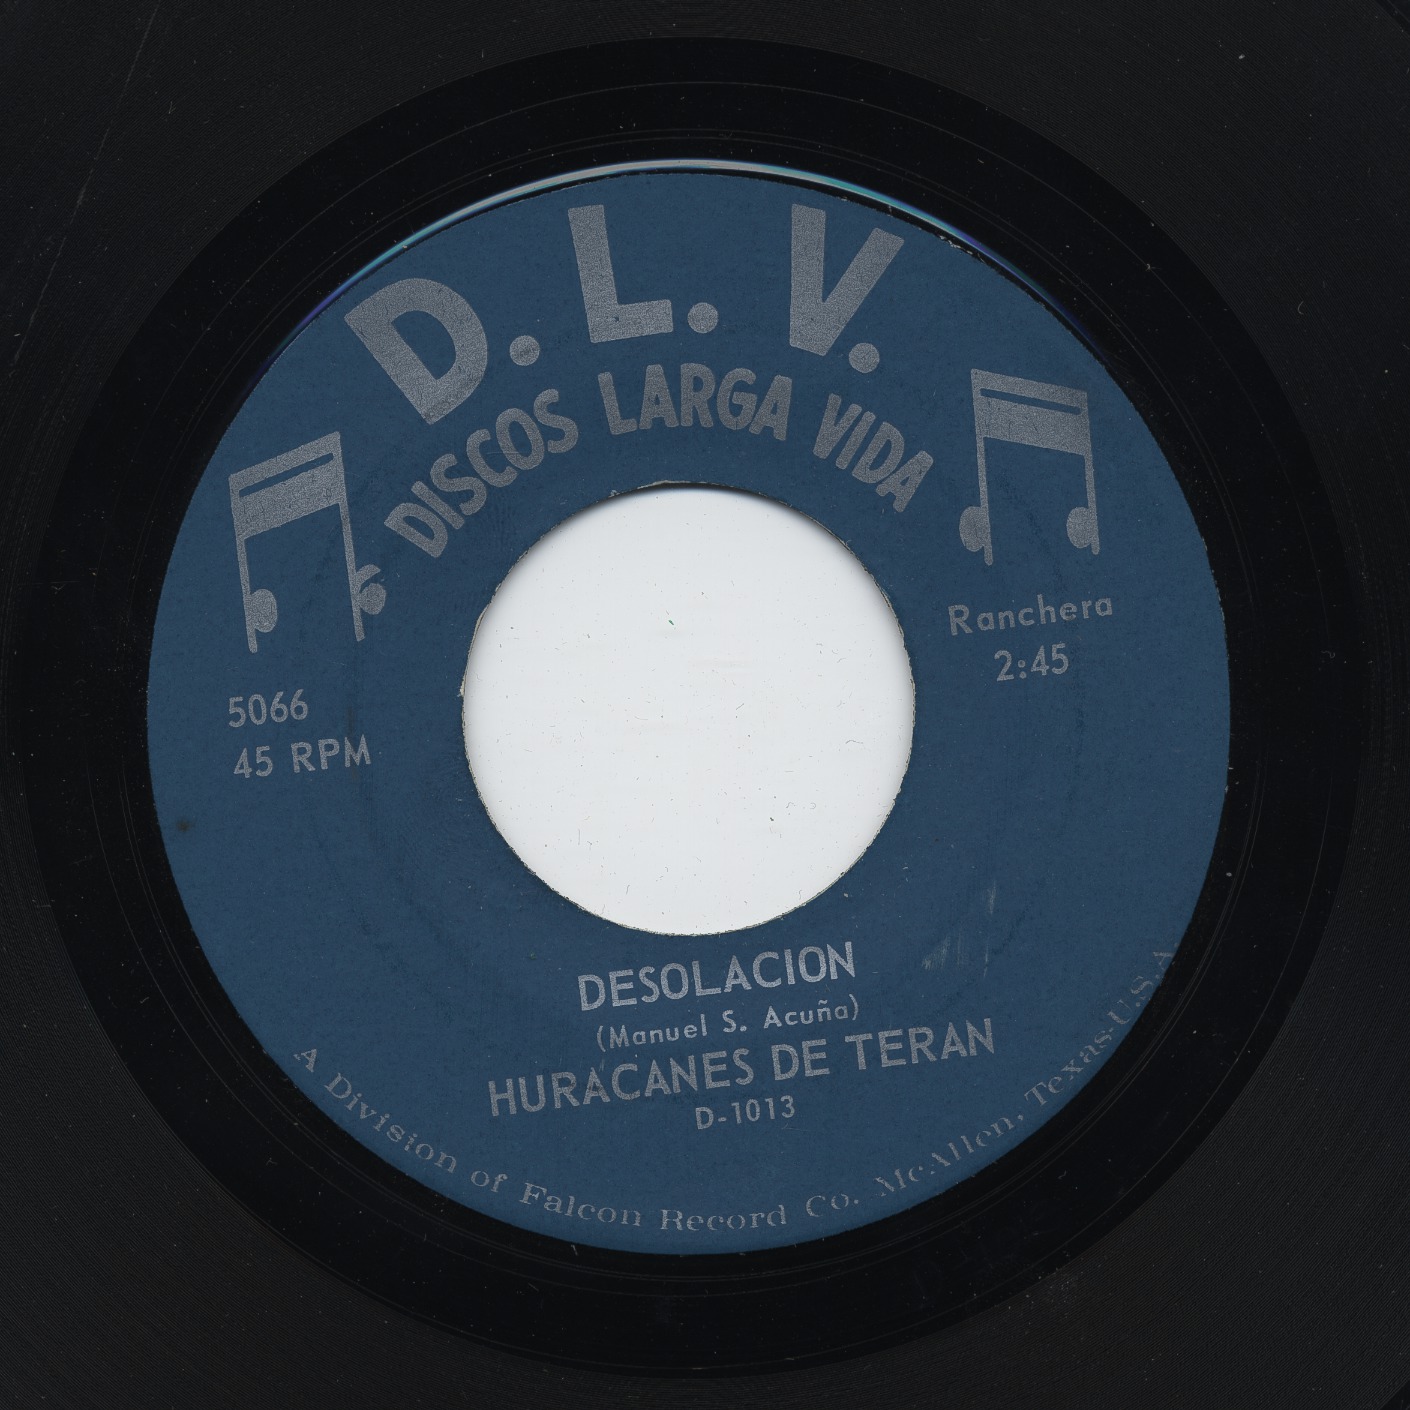 D. L. V.
DISCOS LARGA VIDA
Ranchera
2:45
5066
45 RPM
DESOLACION
(Manuel S. Acuña)
HURACANES DE TERAN
D-1013
A Division of Falcon Record Co. McAllen, Texas-U.S.A.